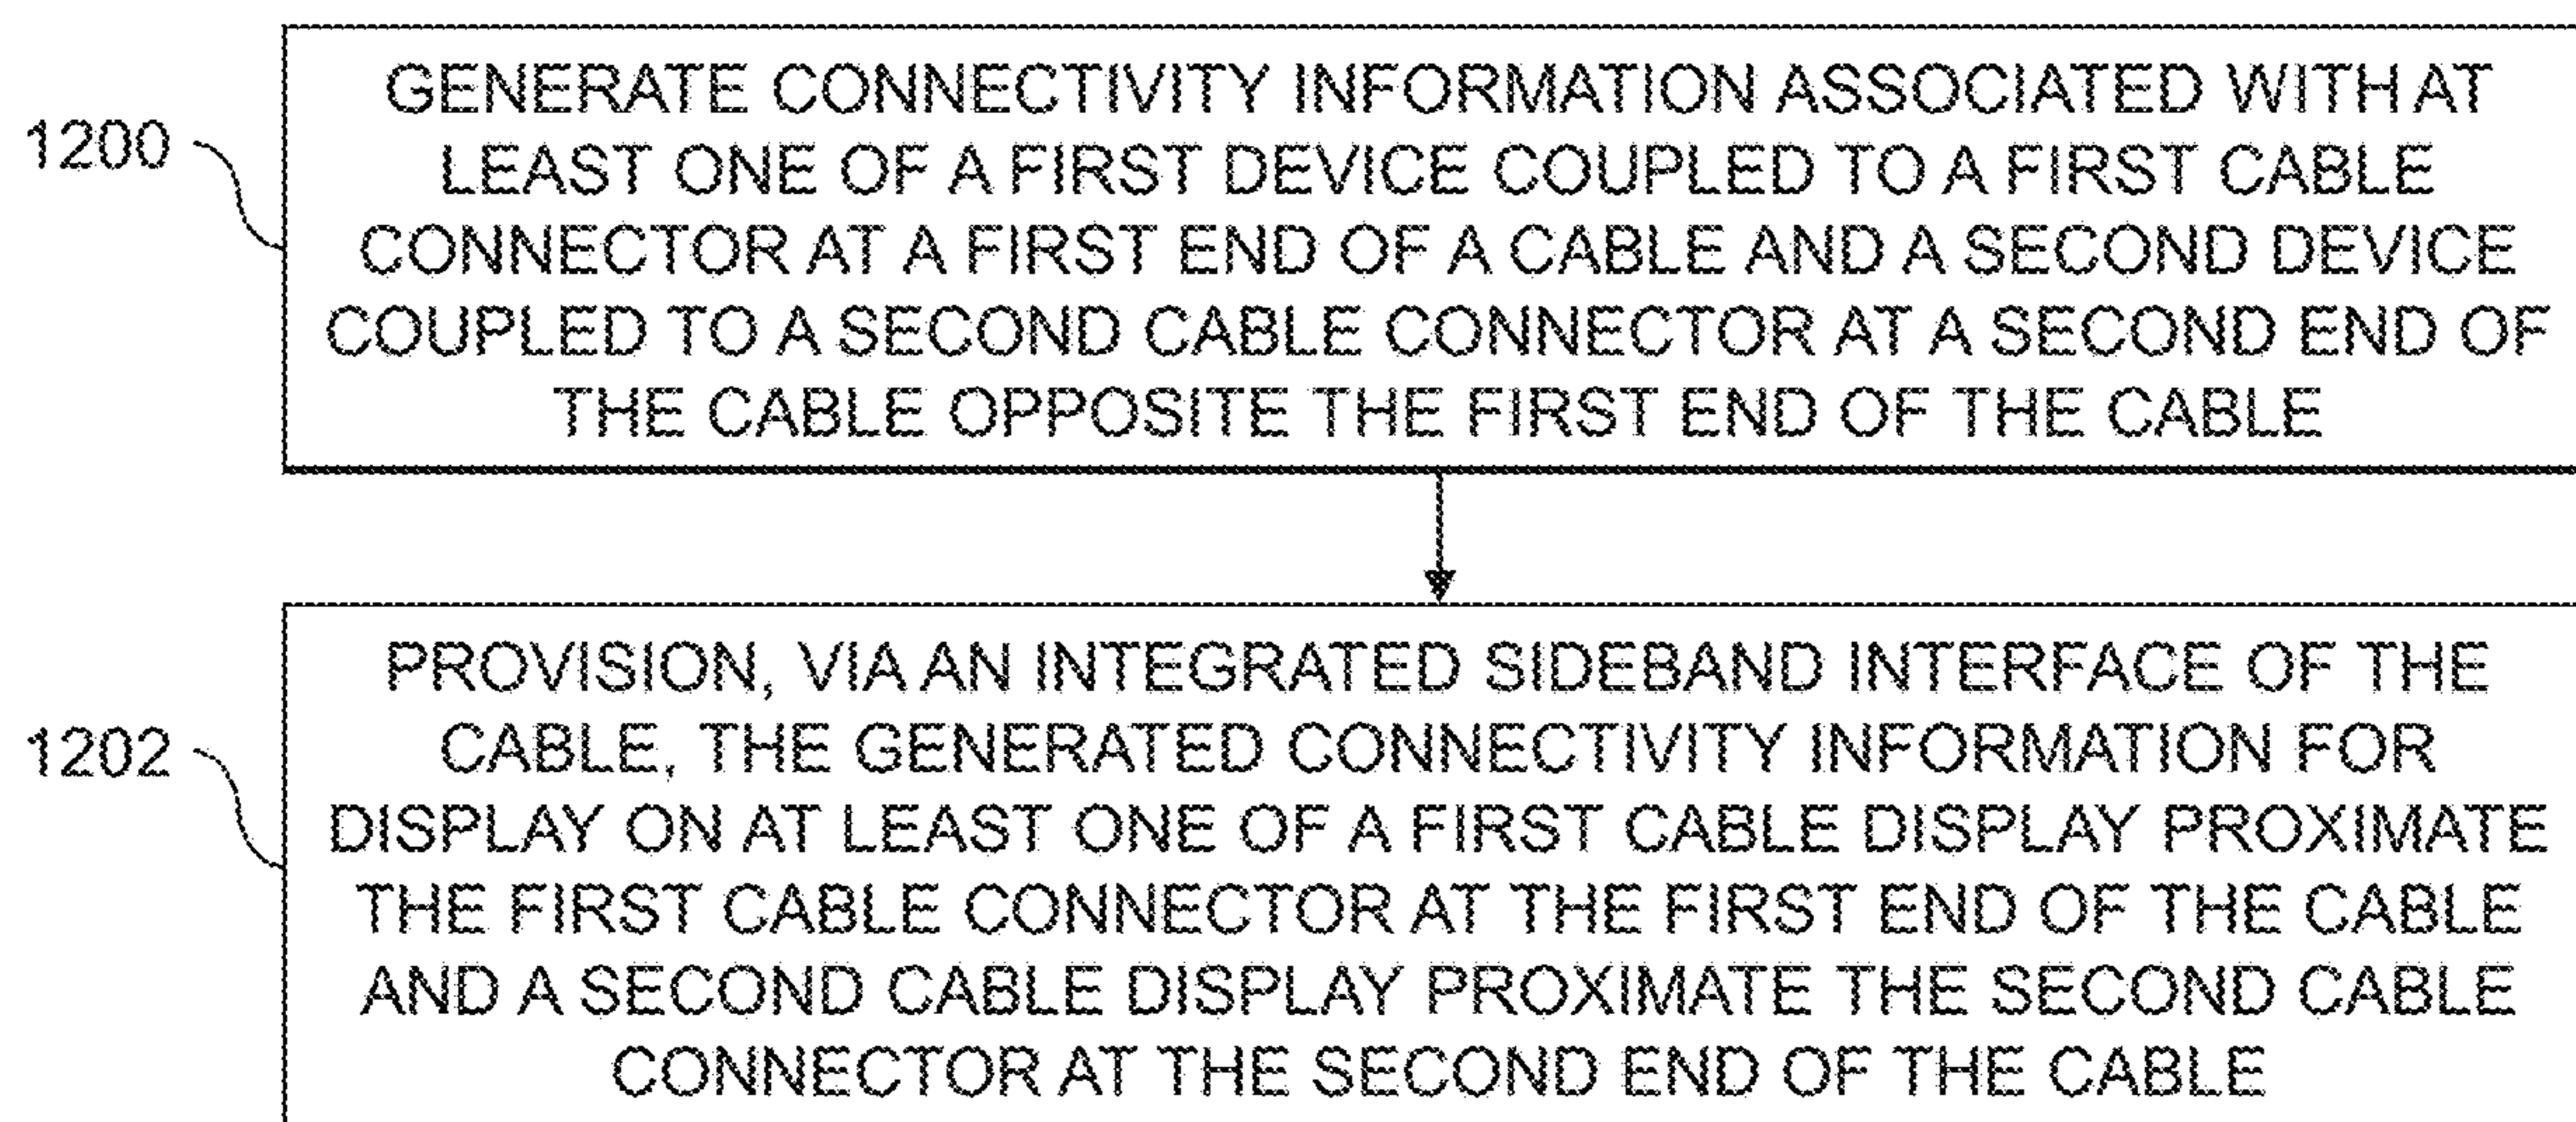 1200
GENERATE CONNECTIVITY INFORMATION ASSOCIATED WITH AT
LEAST ONE OF A FIRST DEVICE COUPLED TO A FIRST CABLE
CONNECTOR AT A FIRST END OF A CABLE AND A SECOND DEVICE
COUPLED TO A SECOND CABLE CONNECTOR AT A SECOND END OF
THE CABLE OPPOSITE THE FIRST END OF THE CABLE
1202
PROVISION, VIA AN INTEGRATED SIDEBAND INTERFACE OF THE
CABLE, THE GENERATED CONNECTIVITY INFORMATION FOR
DISPLAY ON AT LEAST ONE OF A FIRST CABLE DISPLAY PROXIMATE
THE FIRST CABLE CONNECTOR AT THE FIRST END OF THE CABLE
AND A SECOND CABLE DISPLAY PROXIMATE THE SECOND CABLE
CONNECTOR AT THE SECOND END OF THE CABLE